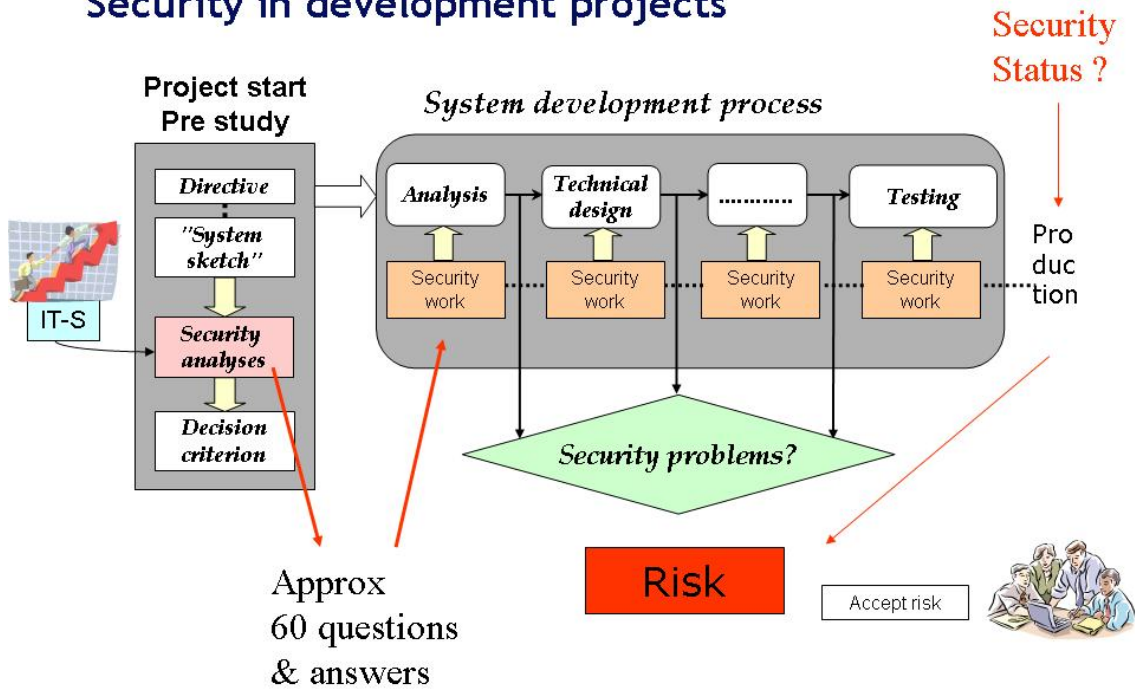 Security in development projects
Security
Status ?
Project start
Pre study
System development process
Directive
"System
sketch"
IT-S
Security
analyses
Decision
criterion
Analysis
Technical
design
.............
Testing
Security
work
Security
work
Security
work
Security
work
Pro
duc
tion
Security problems?
Approx
60 questions
& answers
Risk
Accept risk